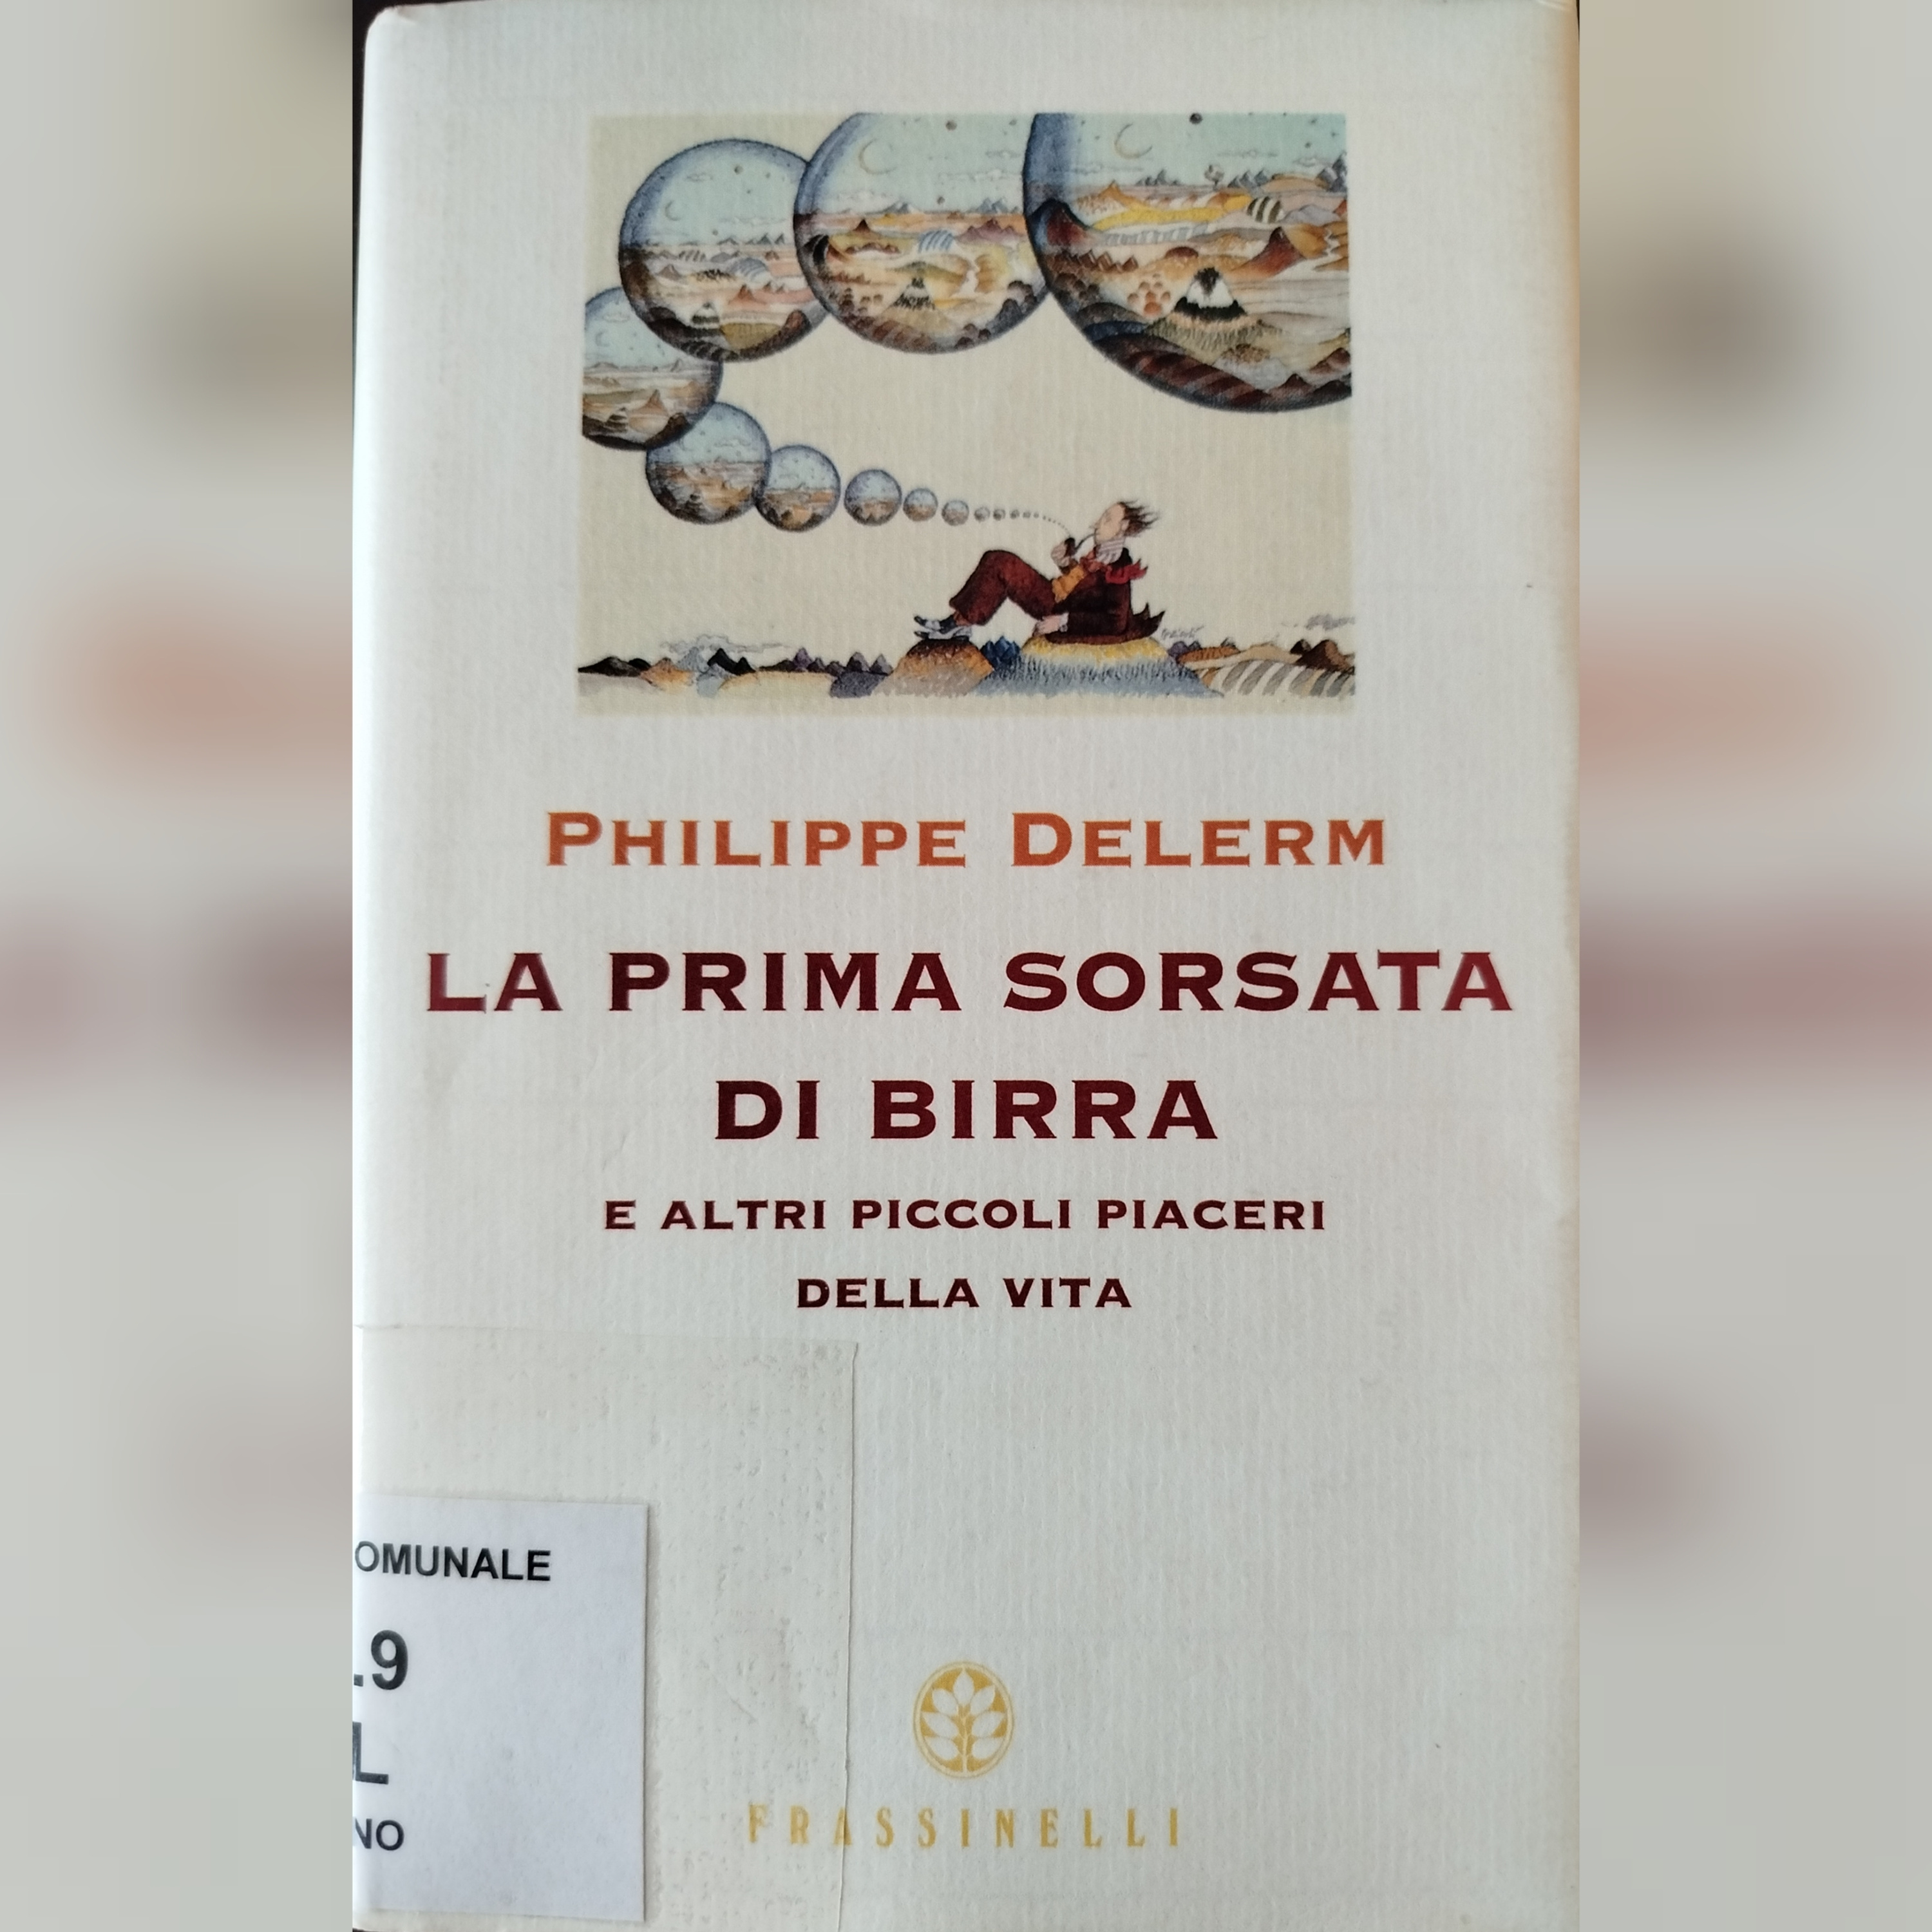 PHILIPPE DELERM
LA PRIMA SORSATA
DI BIRRA
E ALTRI PICCOLI PIACERI
DELLA VITA
OMUNALE
.9
L
NO
FRASSINELLI